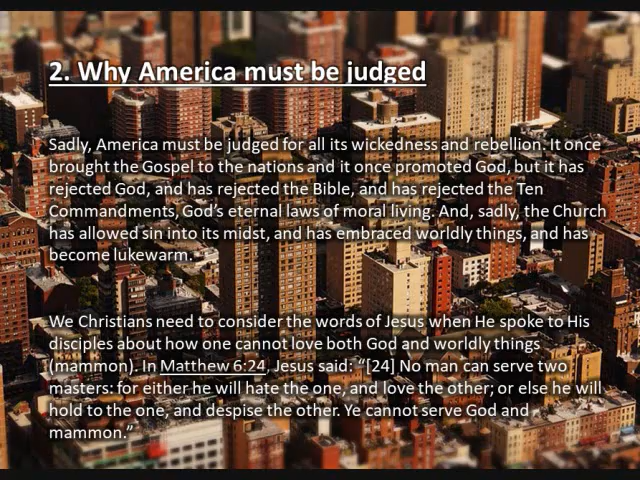 2. Why America must be judged
Sadly, America must be judged for all its wickedness and rebellion. It once
brought the Gospel to the nations and it once promoted God, but it has
rejected God, and has rejected the Bible, and has rejected the Ten
Commandments, God’s eternal laws of moral living. And, sadly, the Church
has allowed sin into its midst, and has embraced worldly things, and has
become lukewarm.
We Christians need to consider the words of Jesus when He spoke to His
disciples about how one cannot love both God and worldly things
(mammon). In Matthew 6:24, Jesus said: “[24] No man can serve two
masters: for either he will hate the one, and love the other; or else he will
hold to the one, and despise the other. Ye cannot serve God and
mammon.”